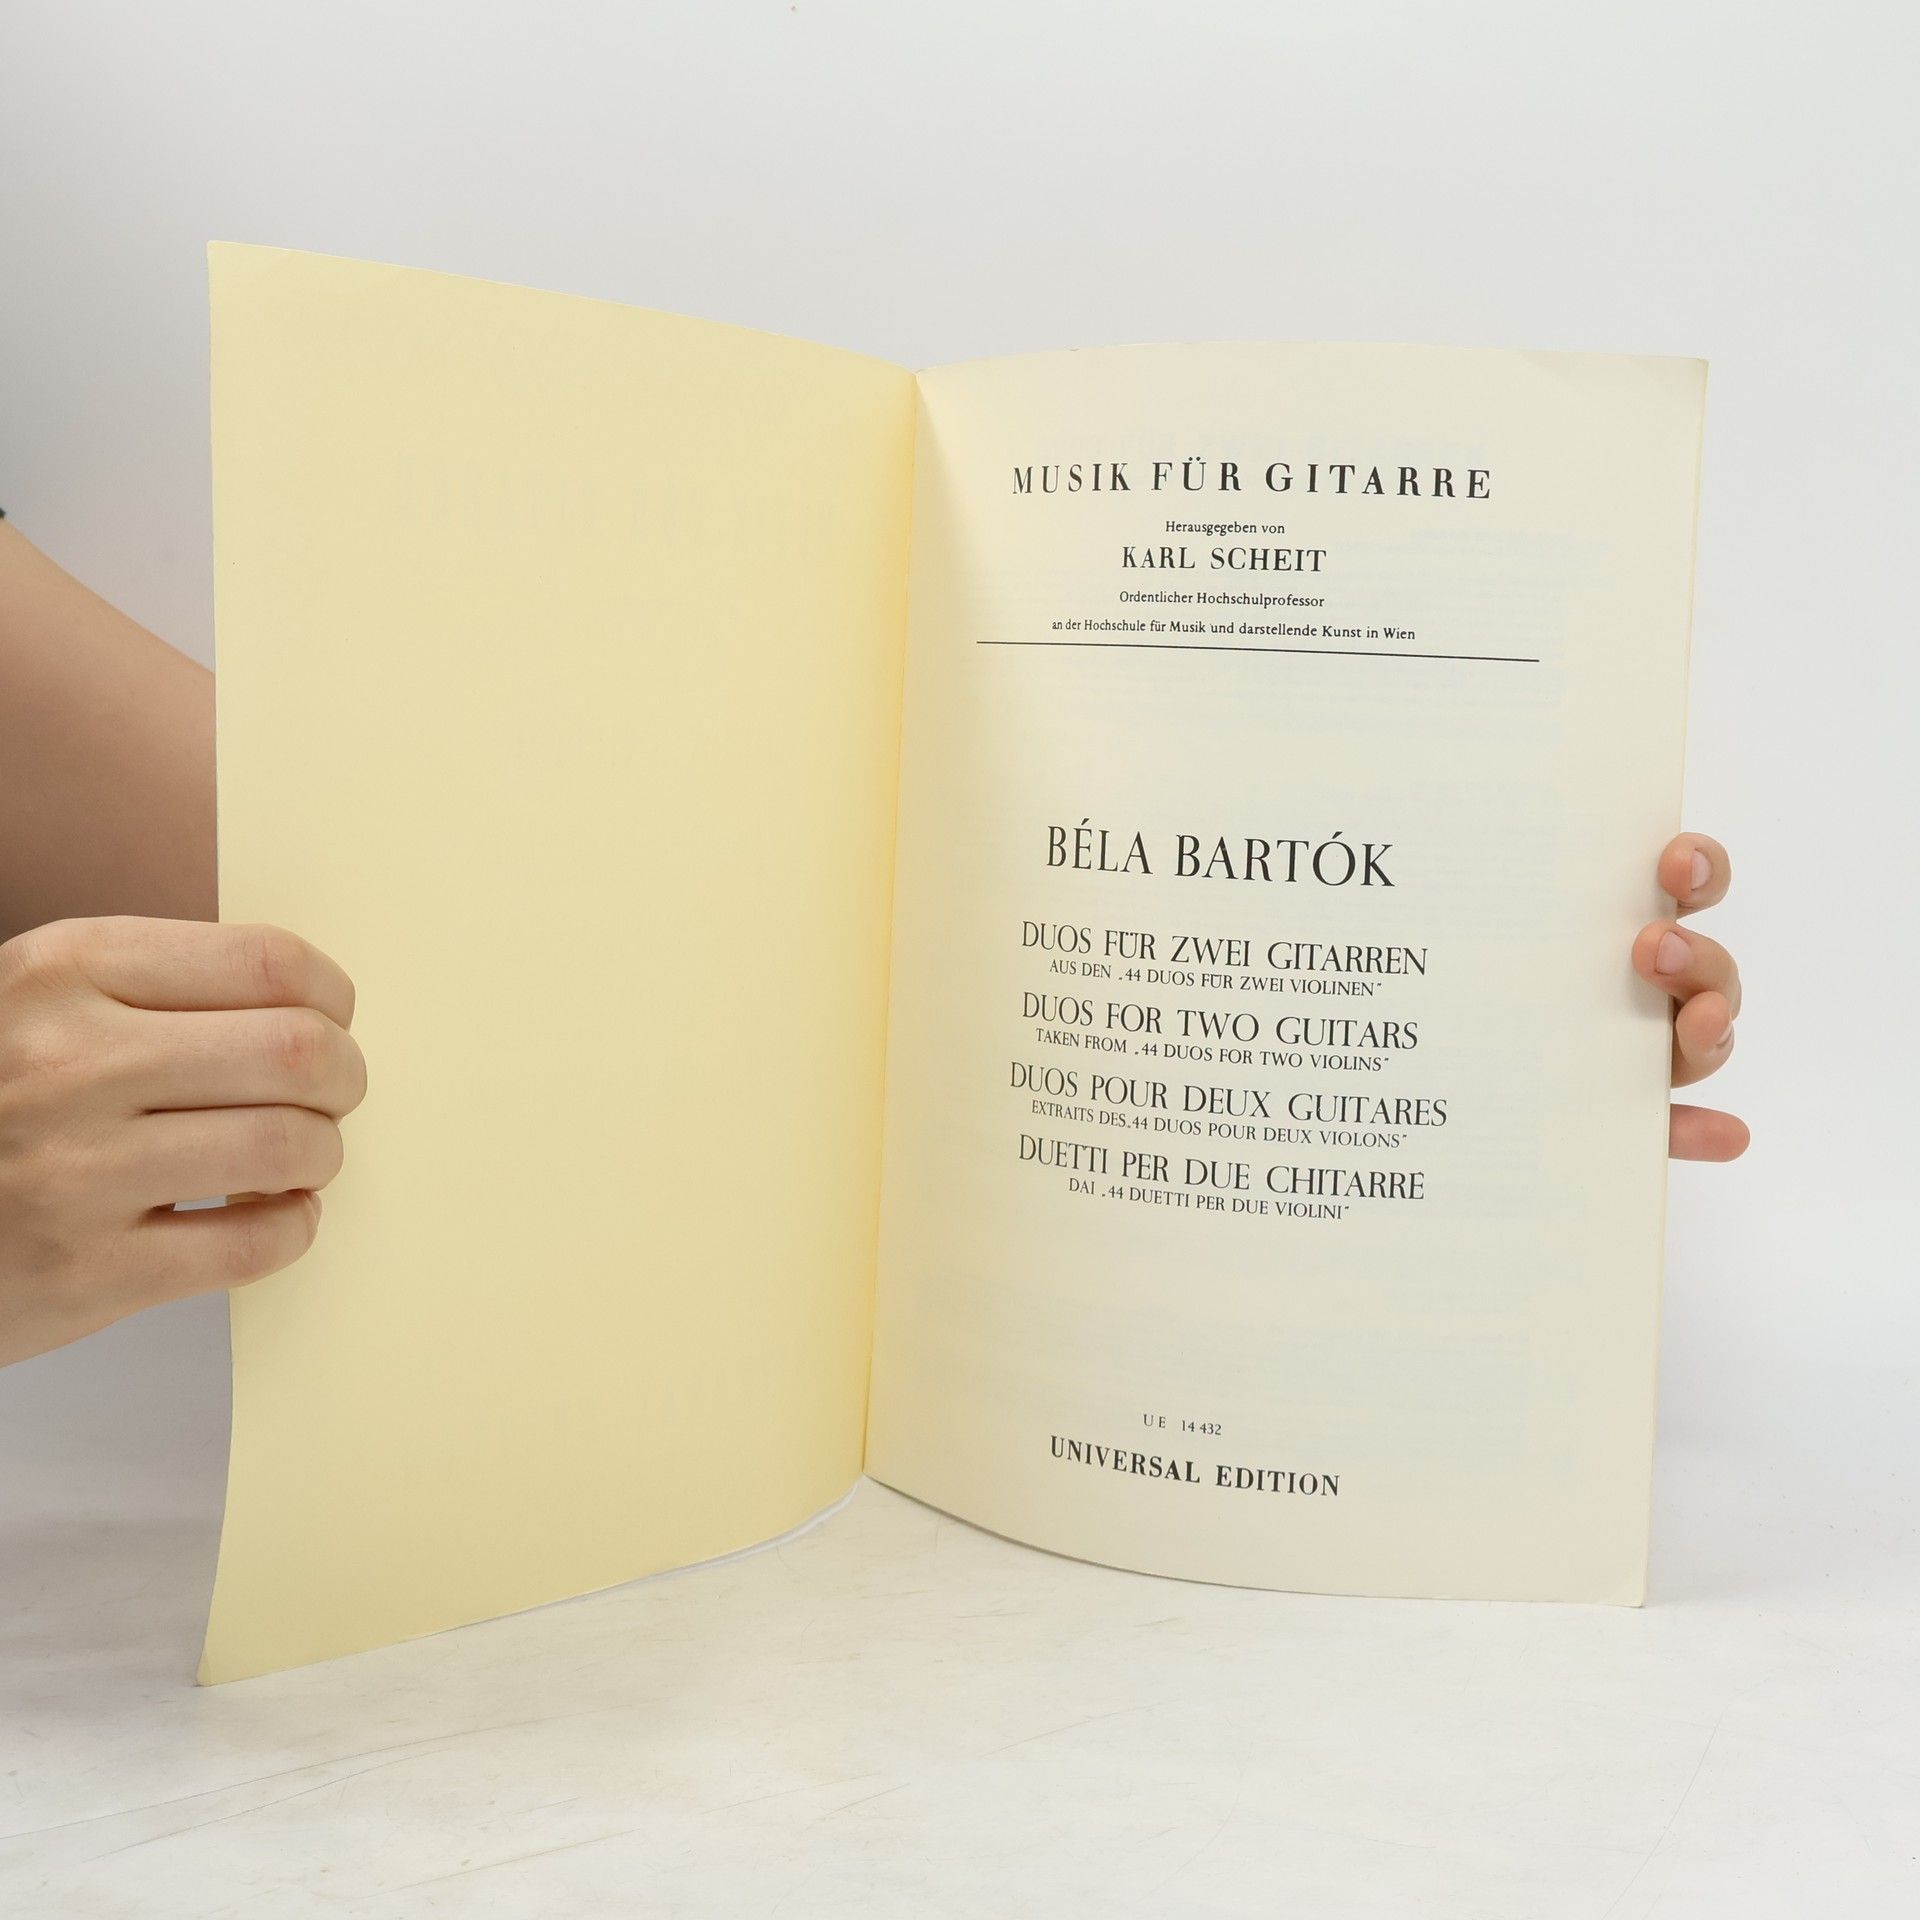 MUSIK FÜR GITARRE
Herausgegeben von
KARL SCHEIT
Ordentlicher Hochschulprofessor
an der Hochschule für Musik und darstellende Kunst in Wien
BÉLA BARTÓK
DUOS FÜR ZWEI GITARREN
AUS DEN „44 DUOS FÜR ZWEI VIOLINEN"
DUOS FOR TWO GUITARS
TAKEN FROM „44 DUOS FOR TWO VIOLINS"
DUOS POUR DEUX GUITARES
EXTRAITS DES„44 DUOS POUR DEUX VIOLONS"
DUETTI PER DUE CHITARRE
DAI „44 DUETTI PER DUE VIOLINI"
UE 14 432
UNIVERSAL EDITION